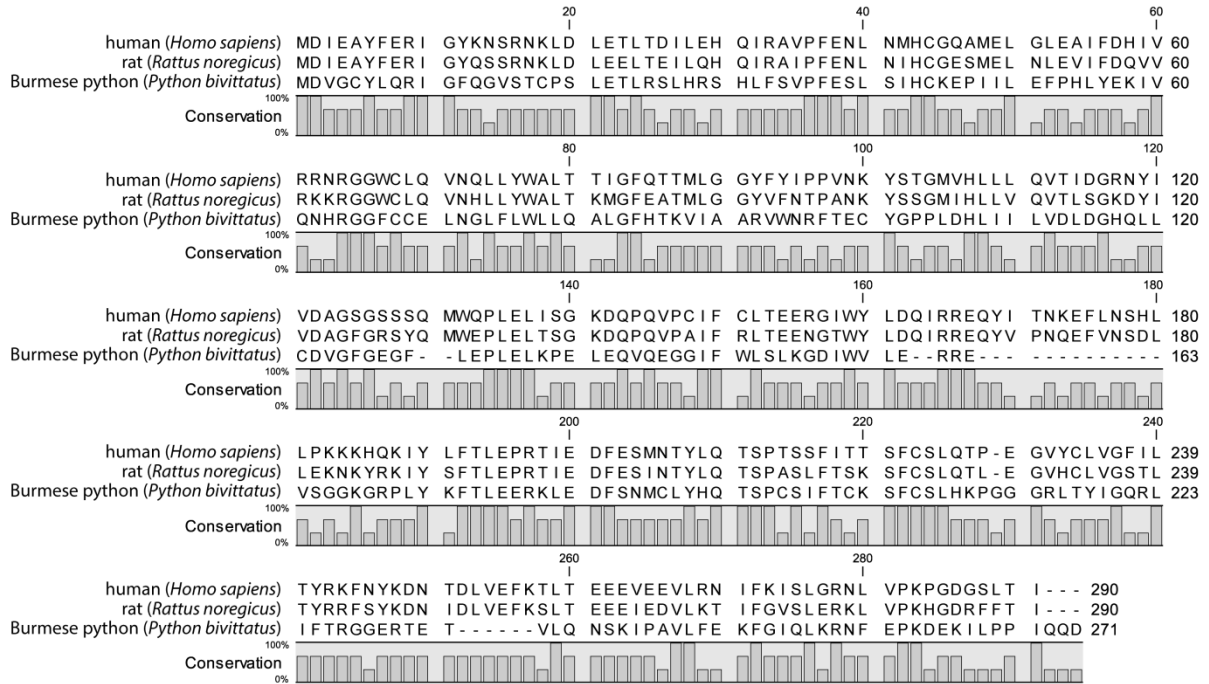 20 40 60
human (Homo sapiens) MDIEAYFERI GYKNSRNKLD LETLTDILEH QIRAVPFENL NMHCGQAMEL GLEAIFDHIV 60
rat (Rattus noregicus) MDIEAYFERI GYQSSRNKLD LEELTEILQH QIRAIPFENL NIHCGESMEL NLEVIFDQVV 60
Burmese python (Python bivittatus) MDVGCYLQRI GFQGVSTCPS LETLRSLHRS HLFSVPFESL SIHCKEPIIL EFPHLYEKIV 60
100%
Conservation
0%
80 100 120
human (Homo sapiens) RRNRGGWCLQ VNQLLYWALT TIGFQTTMLG GYFYIPPVNK YSTGMVHLLL QVTIDGRNYI 120
rat (Rattus noregicus) RKKRGGWCLQ VNHLLYWALT KMGFEATMLG GYVFNTPANK YSSGMIHLLV QVTLSGKDYI 120
Burmese python (Python bivittatus) QNHRGGFCCE LNGLFLWLLQ ALGFHTKVIA ARVWNRFTEC YGPPLDHLII LVDLDGHQLL 120
100%
Conservation
0%
140 160 180
human (Homo sapiens) VDAGSGSSSQ MWQPLELISG KDQPQVPCIF CLTEERGIWY LDQIRREQYI TNKEFLNSHL 180
rat (Rattus noregicus) VDAGFGRSYQ MWEPLELTSG KDQPQVPAIF RLTEENGTWY LDQIRREQYV PNQEFVNSDL 180
Burmese python (Python bivittatus) CDVGFGEGF- -LEPLELKPE LEQVQEGGIF WLSLKGDIWV LE--RRE--- ---------- 163
100%
Conservation
0%
200 220 240
human (Homo sapiens) LPKKKHQKIY LFTLEPRTIE DFESMNTYLQ TSPTSSFITT SFCSLQTP-E GVYCLVGFIL 239
rat (Rattus noregicus) LEKNKYRKIY SFTLEPRTIE DFESINTYLQ TSPASLFTSK SFCSLQTL-E GVHCLVGSTL 239
Burmese python (Python bivittatus) VSGGKGRPLY KFTLEERKLE DFSNMCLYHQ TSPCSIFTCK SFCSLHKPGG GRLTYIGQRL 223
100%
Conservation
0%
260 280
human (Homo sapiens) TYRKFNYKDN TDLVEFKTLT EEEVEEVLRN IFKISLGRNL VPKPGDGSLT I--- 290
rat (Rattus noregicus) TYRRFSYKDN IDLVEFKSLT EEEIEDVLKT IFGVSLERKL VPKHGDRFFT I--- 290
Burmese python (Python bivittatus) IFTRGGERTE T------VLQ NSKIPAVLFE KFGIQLKRNF EPKDEKILPP IQQD 271
100%
Conservation
0%